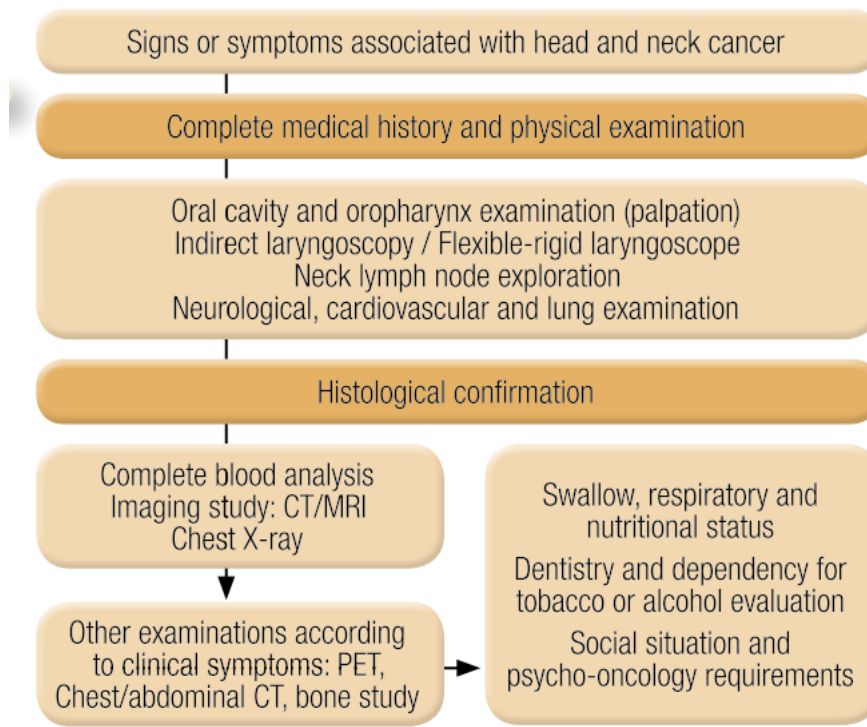 Signs or symptoms associated with head and neck cancer
Complete medical history and physical examination
Oral cavity and oropharynx examination (palpation)
Indirect laryngoscopy / Flexible-rigid laryngoscope
Neck lymph node exploration
Neurological, cardiovascular and lung examination
Histological confirmation
Complete blood analysis
Imaging study: CT/MRI
Chest X-ray
Other examinations according
to clinical symptoms: PET,
Chest/abdominal CT, bone study
Swallow, respiratory and
nutritional status
Dentistry and dependency for
tobacco or alcohol evaluation
Social situation and
psycho-oncology requirements